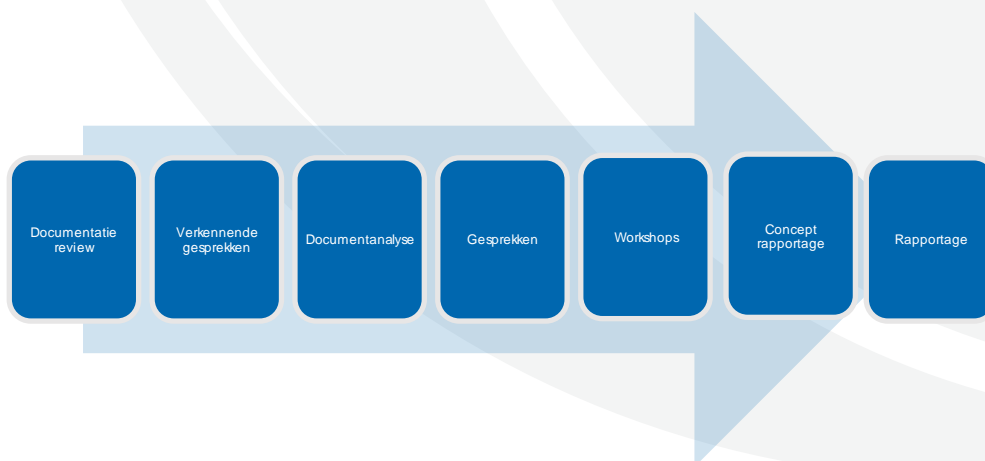 Documentatie
review
Verkennende
gesprekken
Documentanalyse
Gesprekken
Workshops
Concept
rapportage
Rapportage